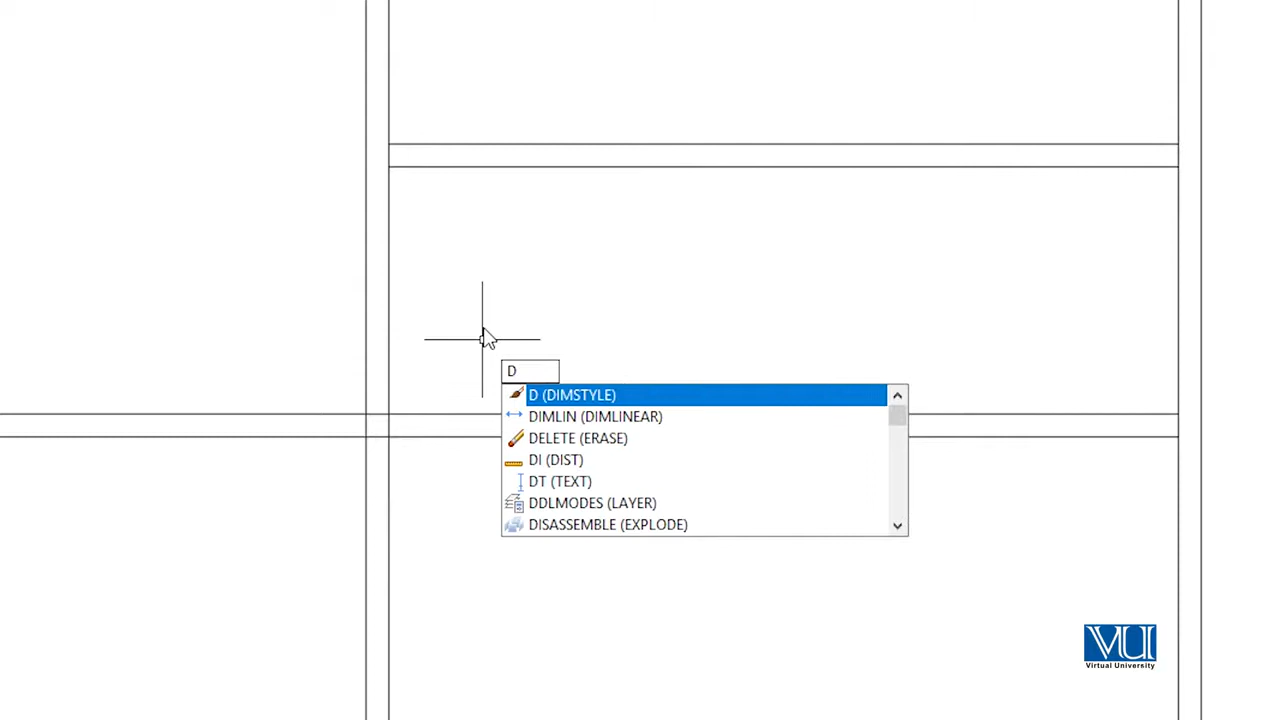 D
D (DIMSTYLE)
DIMLIN (DIMLINEAR)
DELETE (ERASE)
DI (DIST)
DT (TEXT)
DDLMODES (LAYER)
DISASSEMBLE (EXPLODE)
VU
Virtual University